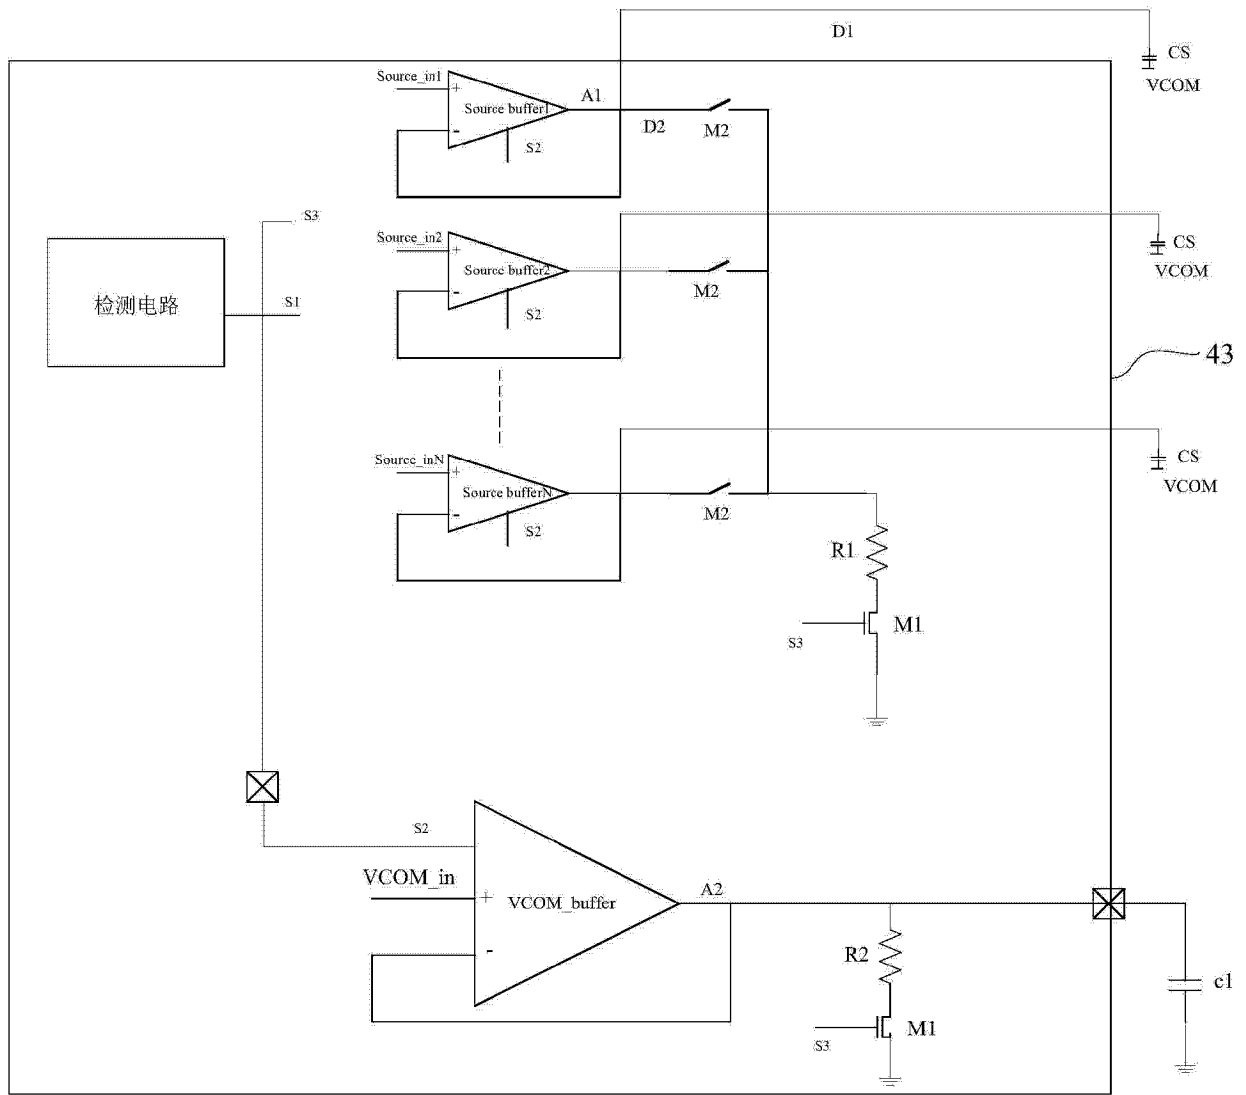 D1
CS
VCOM
Source_in1
+
Source buffer1
A1
-
S2
D2
M2
S3
Source_in2
+
Source buffer2
-
S2
M2
CS
VCOM
检测电路
S1
43
Source_inN
+
Source bufferN
-
S2
M2
CS
VCOM
R1
S3
M1
S2
VCOM_in
+
VCOM_buffer
-
A2
R2
S3
M1
c1